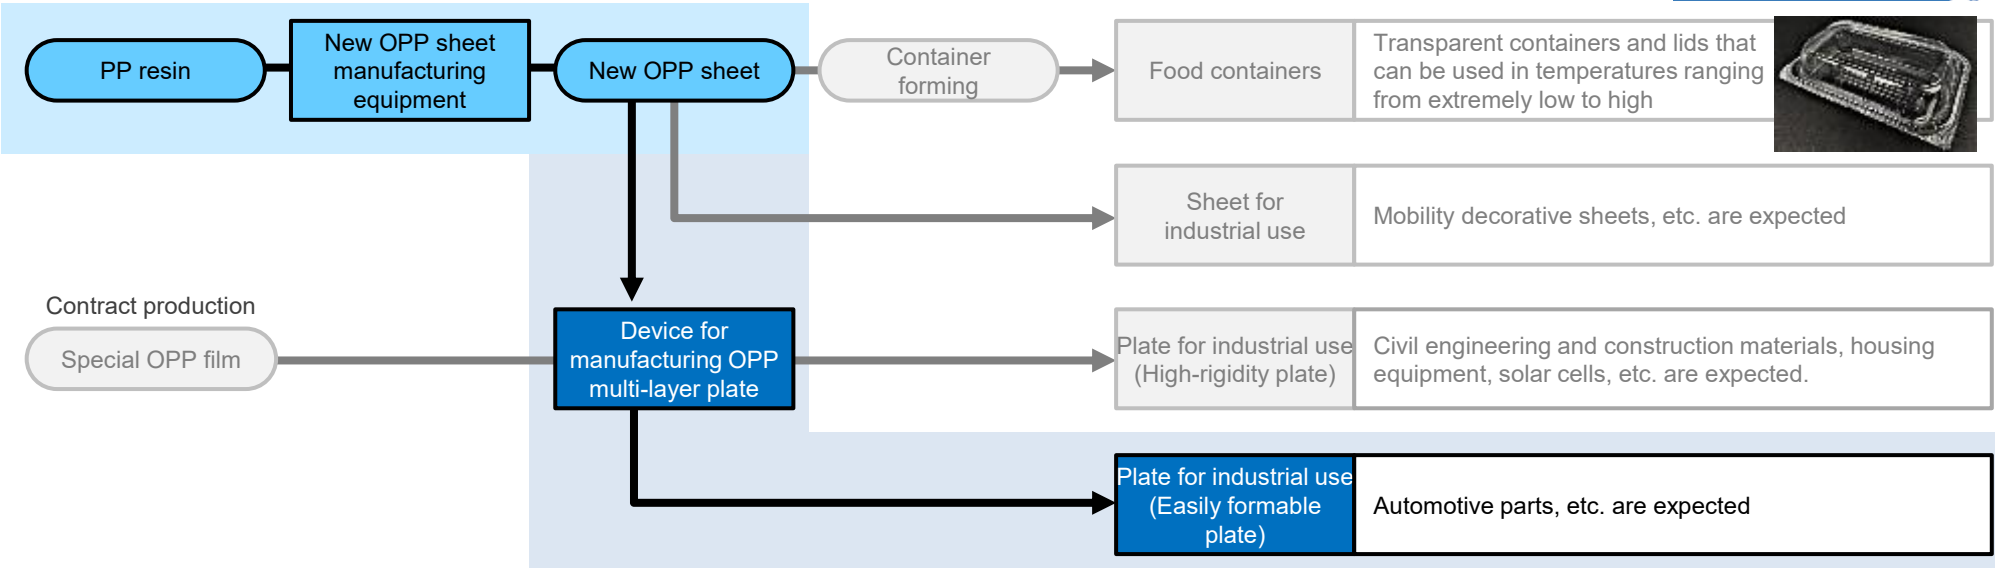 PP resin
New OPP sheet
manufacturing
equipment
New OPP sheet
Container
forming
Food containers
Transparent containers and lids that
can be used in temperatures ranging
from extremely low to high
Sheet for
industrial use
Mobility decorative sheets, etc. are expected
Contract production
Special OPP film
Device for
manufacturing OPP
multi-layer plate
Plate for industrial use
(High-rigidity plate)
Civil engineering and construction materials, housing
equipment, solar cells, etc. are expected.
Plate for industrial use
(Easily formable
plate)
Automotive parts, etc. are expected